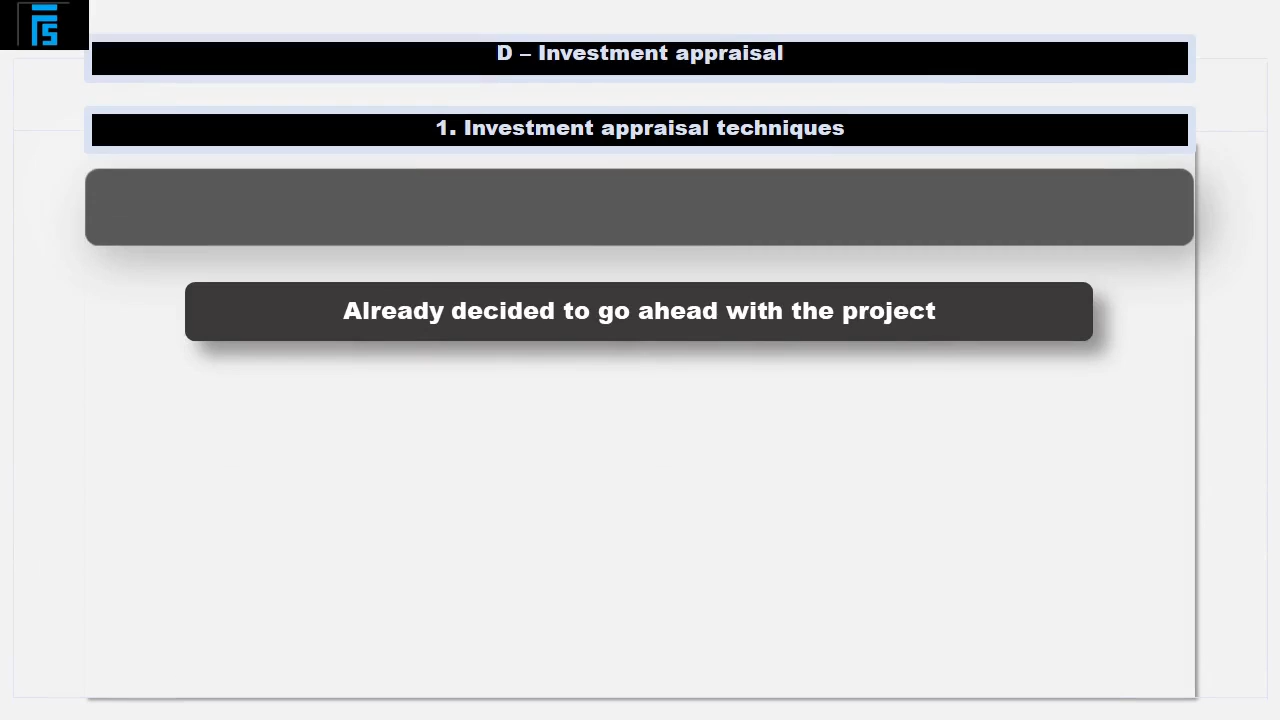 D – Investment appraisal
1. Investment appraisal techniques
Already decided to go ahead with the project